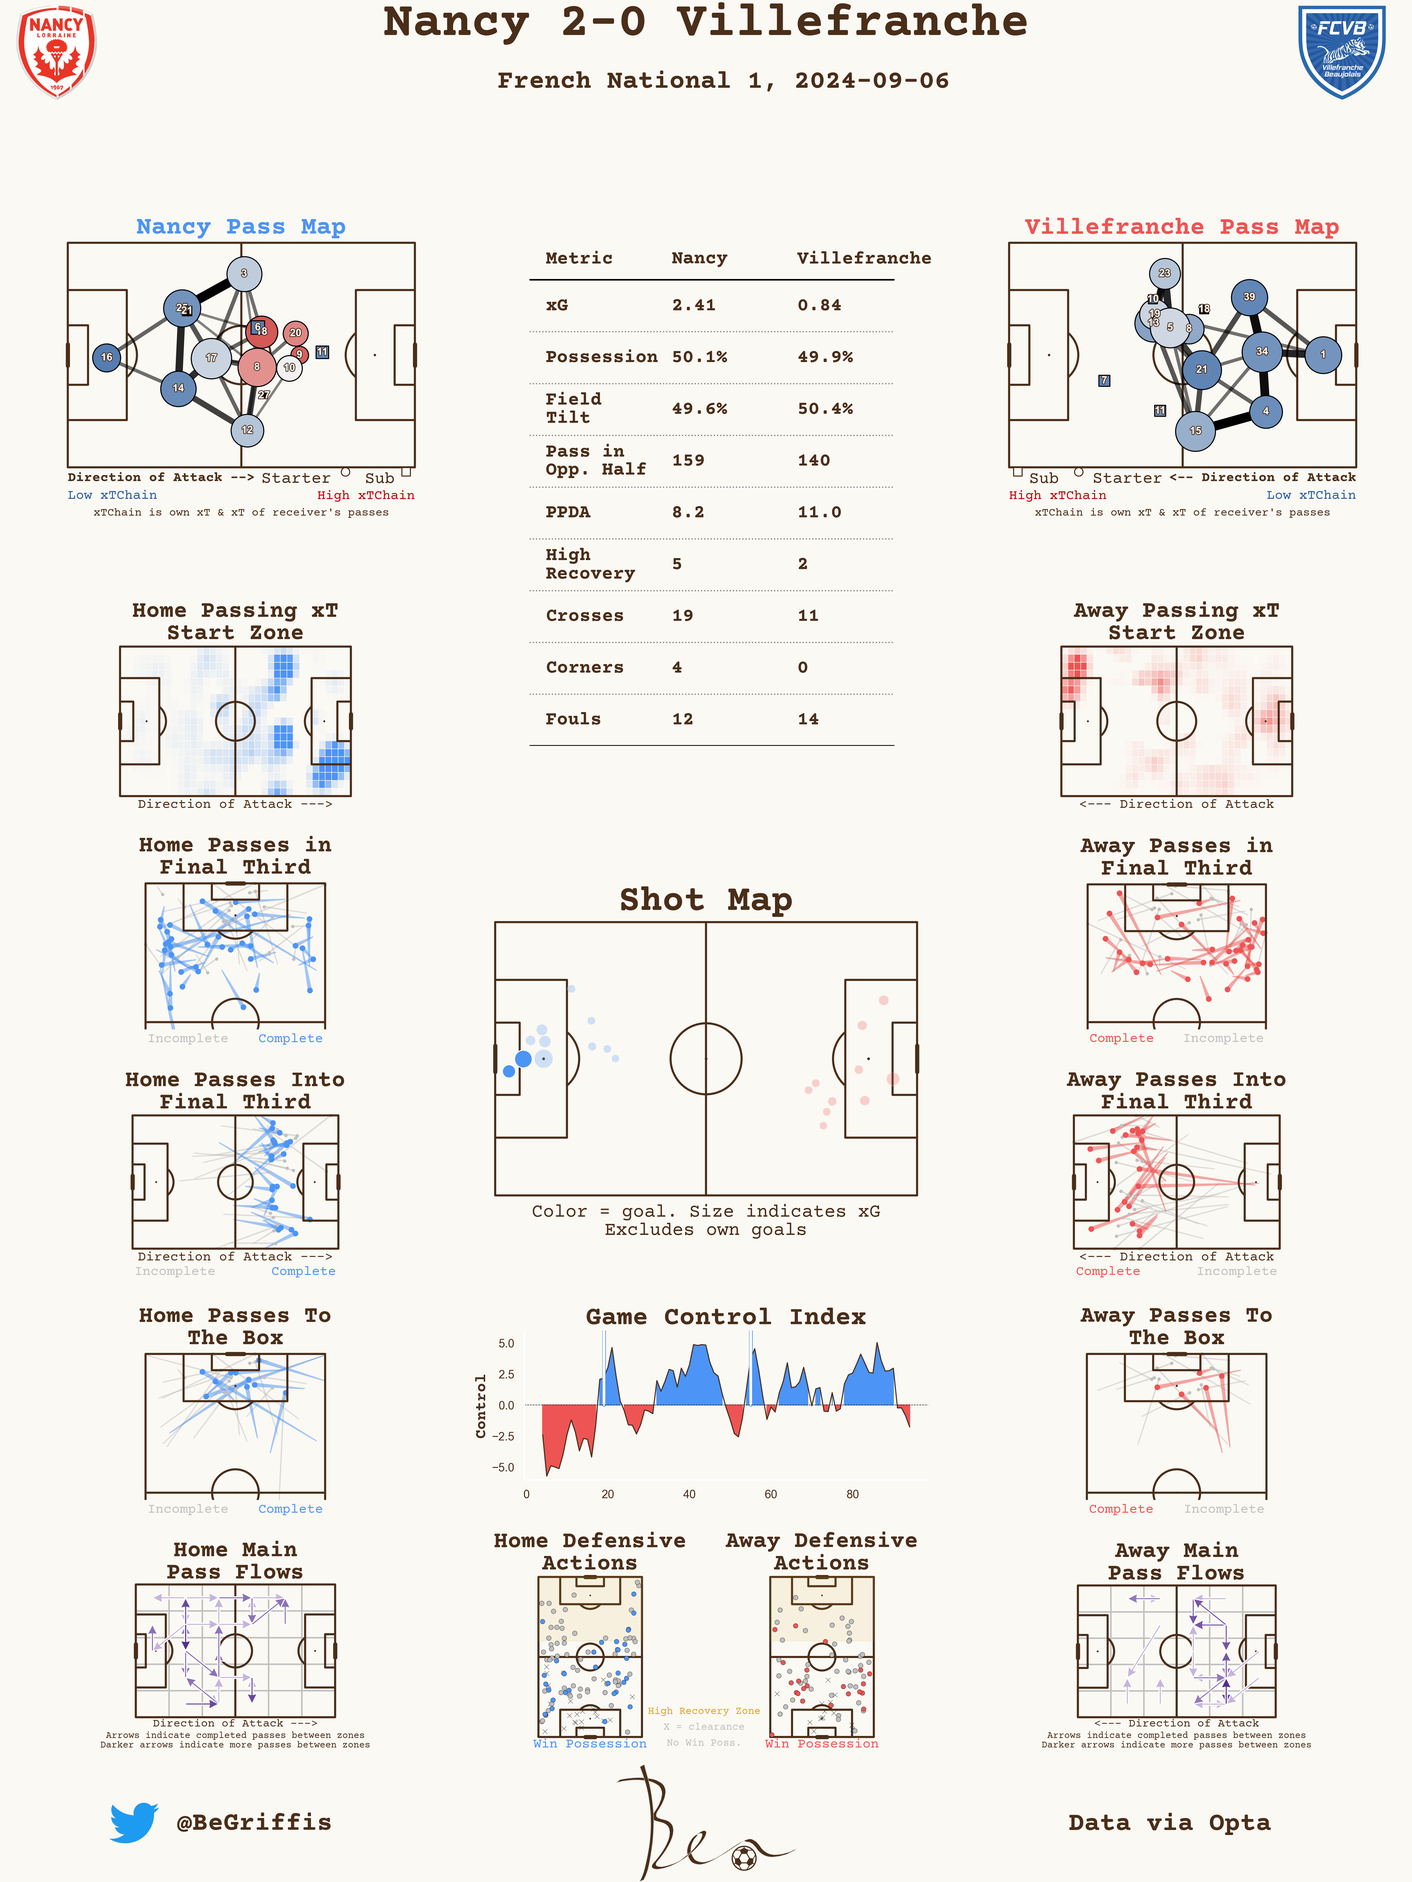 Nancy 2-0 Villefranche
French National 1, 2024-09-06
NANCY
LORRAINE
1967
FCVB
Villefranche
Beaujolais
Nancy Pass Map
3
25
21
6
18
20
16
17
9
11
8
10
14
27
12
Direction of Attack --> Starter Sub
Low xTChain High xTChain
xTChain is own xT & xT of receiver's passes
Metric Nancy Villefranche
xG 2.41 0.84
Possession 50.1% 49.9%
Field
Tilt 49.6% 50.4%
Pass in
Opp. Half 159 140
PPDA 8.2 11.0
High
Recovery 5 2
Crosses 19 11
Corners 4 0
Fouls 12 14
Villefranche Pass Map
23
10
39
18
19
13
5
8
34
1
21
7
11
4
15
Sub Starter <-- Direction of Attack
High xTChain Low xTChain
xTChain is own xT & xT of receiver's passes
Home Passing xT
Start Zone
Direction of Attack --->
Away Passing xT
Start Zone
<--- Direction of Attack
Home Passes in
Final Third
Incomplete Complete
Away Passes in
Final Third
Complete Incomplete
Shot Map
Color = goal. Size indicates xG
Excludes own goals
Home Passes Into
Final Third
Direction of Attack --->
Incomplete Complete
Away Passes Into
Final Third
<--- Direction of Attack
Complete Incomplete
Home Passes To
The Box
Incomplete Complete
Game Control Index
Control
5.0
2.5
0.0
−2.5
−5.0
0 20 40 60 80
Away Passes To
The Box
Complete Incomplete
Home Main
Pass Flows
Direction of Attack --->
Arrows indicate completed passes between zones
Darker arrows indicate more passes between zones
Home Defensive
Actions
Win Possession
Away Defensive
Actions
Win Possession
High Recovery Zone
X = clearance
No Win Poss.
Away Main
Pass Flows
<--- Direction of Attack
Arrows indicate completed passes between zones
Darker arrows indicate more passes between zones
@BeGriffis
Ben
Data via Opta